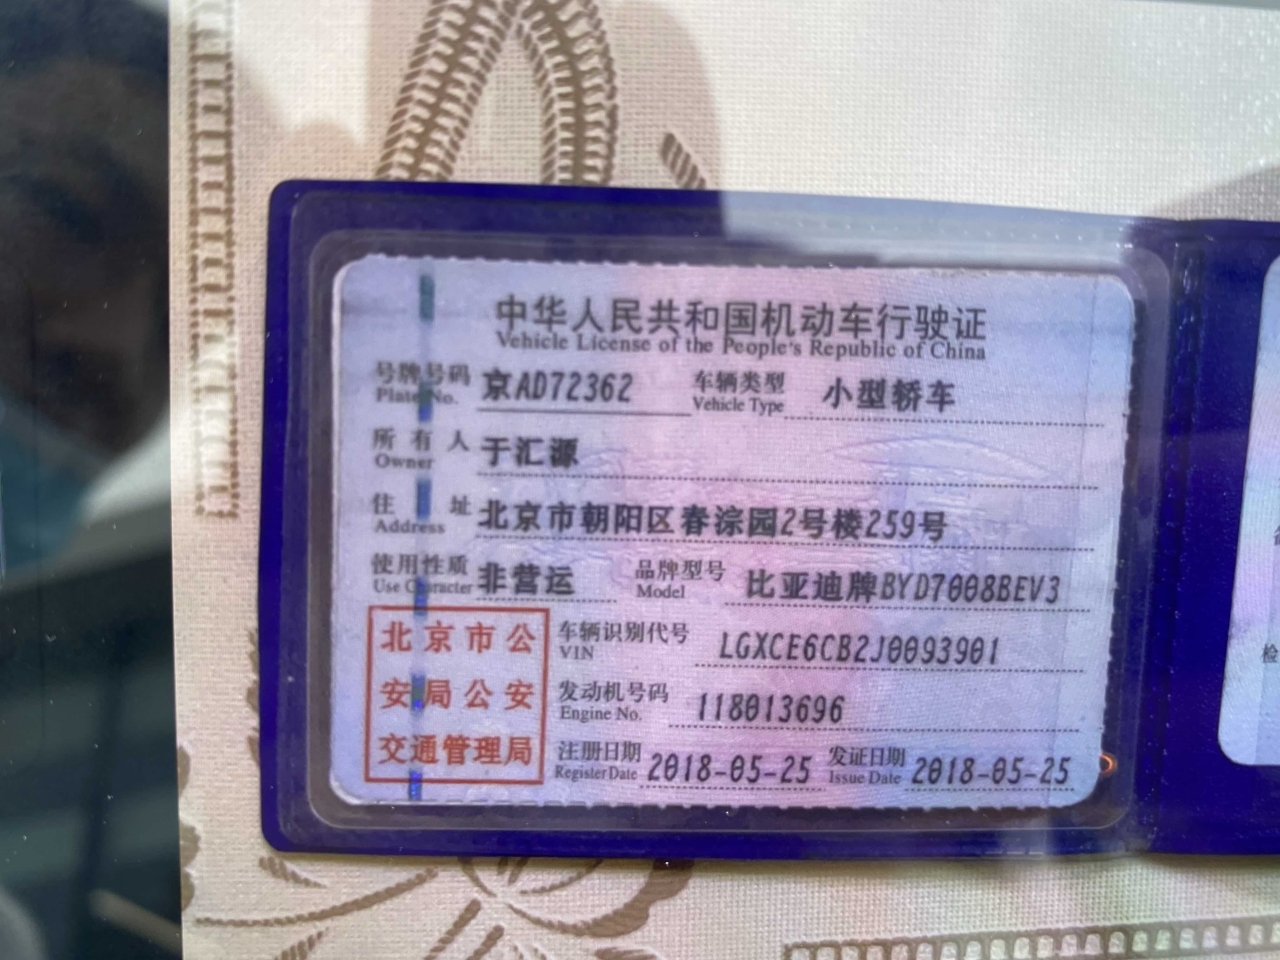 中华人民共和国机动车行驶证
Vehicle License of the People's Republic of China
号牌号码 京AD72362 车辆类型 小型轿车
Plate No. Vehicle Type
所有人 于汇源
Owner
住址 北京市朝阳区春淙园2号楼259号
Address
使用性质 非营运 品牌型号 比亚迪牌BYD7008BEV3
Use Character Model
北京市公
安局公安
交通管理局
车辆识别代号 LGXCE6CB2J0093901
VIN
发动机号码 118013696
Engine No.
注册日期 2018-05-25 发证日期 2018-05-25
Register Date Issue Date
检